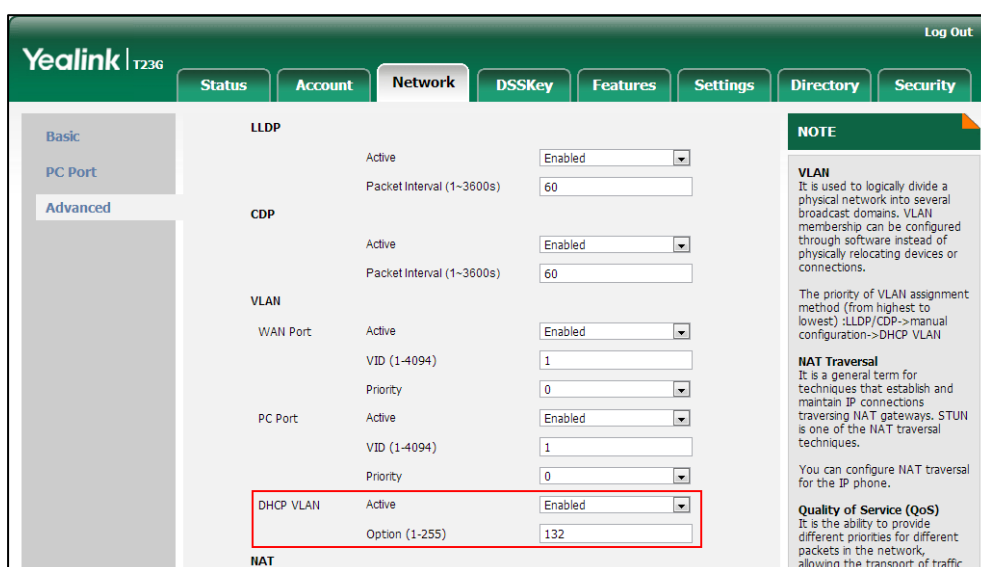 Log Out
Yealink | T23G
Status Account Network DSSKey Features Settings Directory Security
Basic
PC Port
Advanced
LLDP
Active Enabled
Packet Interval (1~3600s) 60
CDP
Active Enabled
Packet Interval (1~3600s) 60
VLAN
WAN Port Active Enabled
VID (1-4094) 1
Priority 0
PC Port Active Enabled
VID (1-4094) 1
Priority 0
DHCP VLAN Active Enabled
Option (1-255) 132
NAT
NOTE
VLAN
It is used to logically divide a
physical network into several
broadcast domains. VLAN
membership can be configured
through software instead of
physically relocating devices or
connections.
The priority of VLAN assignment
method (from highest to
lowest) :LLDP/CDP->manual
configuration->DHCP VLAN
NAT Traversal
It is a general term for
techniques that establish and
maintain IP connections
traversing NAT gateways. STUN
is one of the NAT traversal
techniques.
You can configure NAT traversal
for the IP phone.
Quality of Service (QoS)
It is the ability to provide
different priorities for different
packets in the network,
allowing the transport of traffic